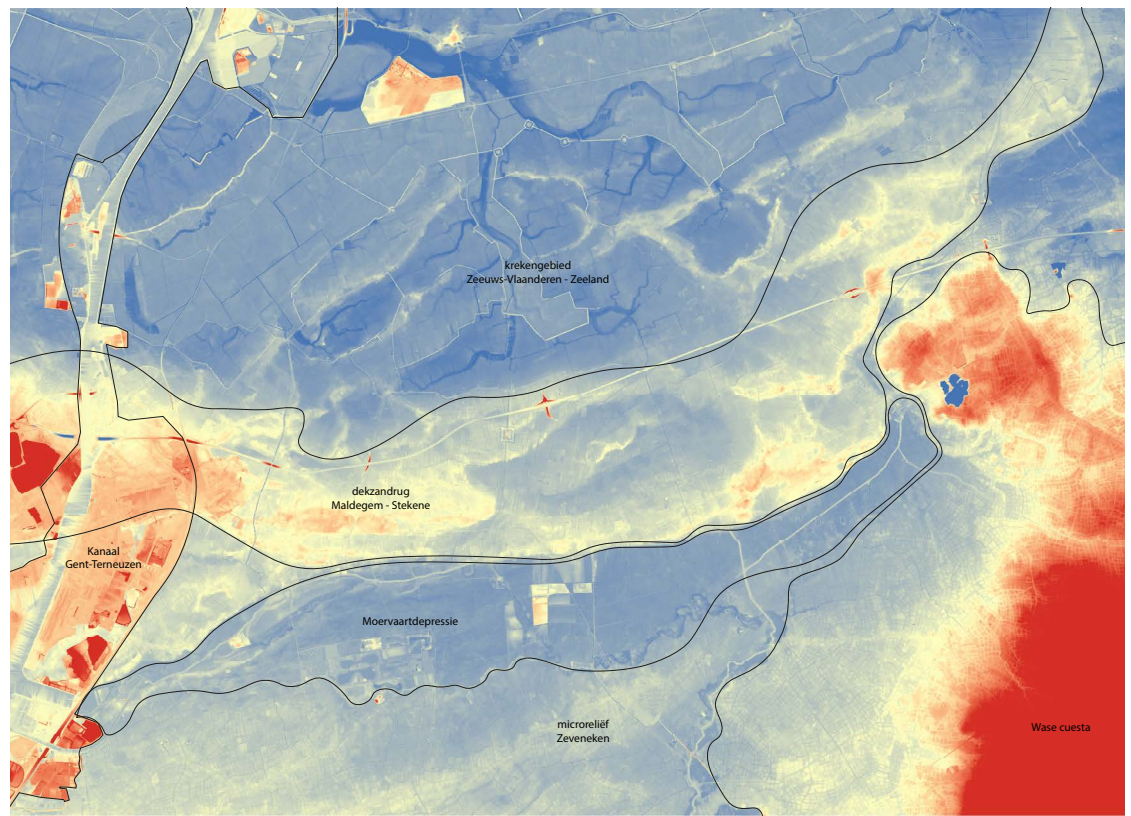 krekengebied
Zeeuws-Vlaanderen - Zeeland
dekzandrug
Maldegem - Stekene
Kanaal
Gent-Terneuzen
Moervaartdepressie
microreliëf
Zeveneken
Wase cuesta